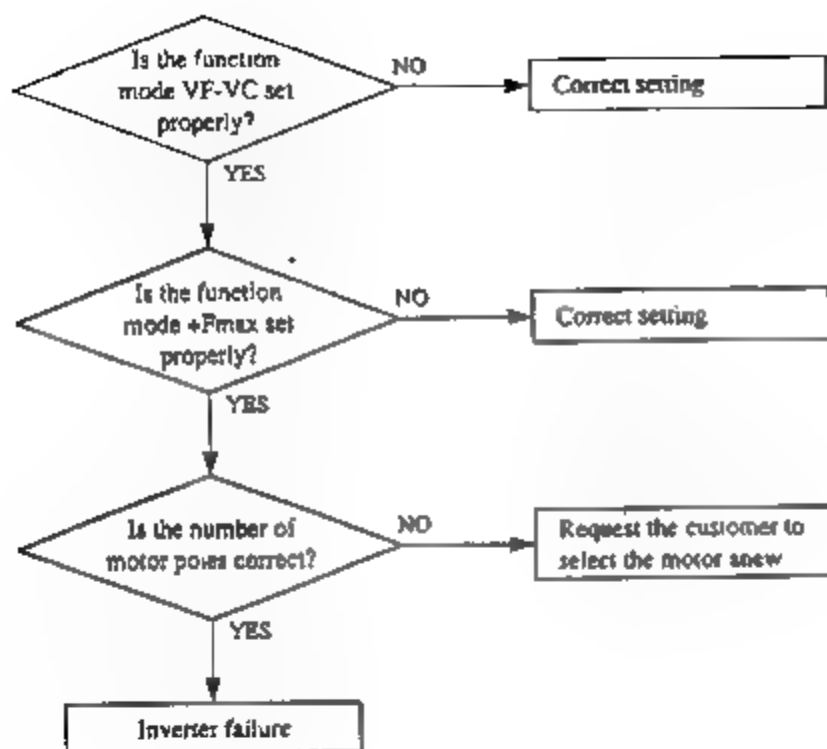 Is the function
mode VF-VC set
properly?
NO
Correct setting
YES
Is the function
mode +Fmax set
properly?
NO
Correct setting
YES
Is the number of
motor poles correct?
NO
Request the customer to
select the motor anew
YES
Inverter failure